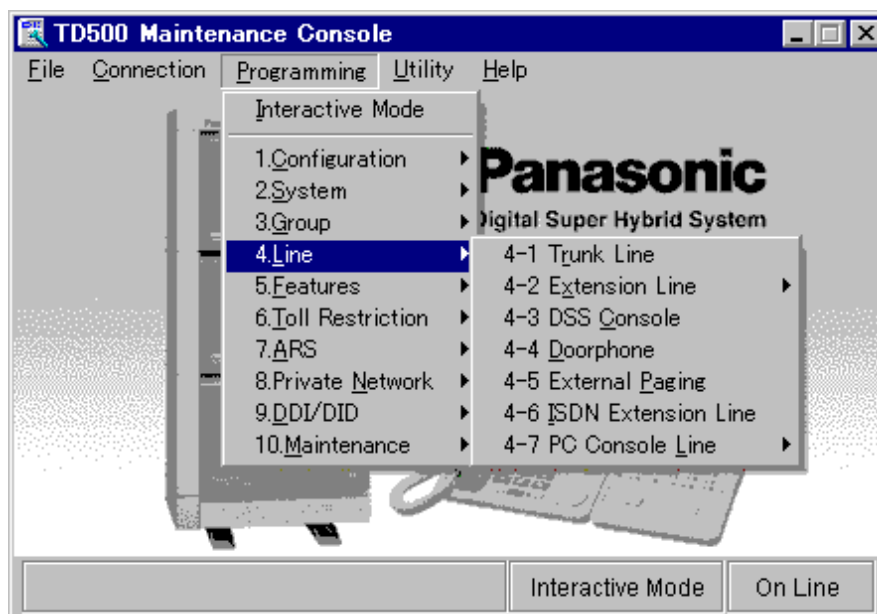 TD500 Maintenance Console
File Connection Programming Utility Help
Interactive Mode
1.Configuration
2.System
3.Group
4.Line
5.Features
6.Toll Restriction
7.ARS
8.Private Network
9.DDI/DID
10.Maintenance
4-1 Trunk Line
4-2 Extension Line
4-3 DSS Console
4-4 Doorphone
4-5 External Paging
4-6 ISDN Extension Line
4-7 PC Console Line
Panasonic
Digital Super Hybrid System
Interactive Mode
On Line